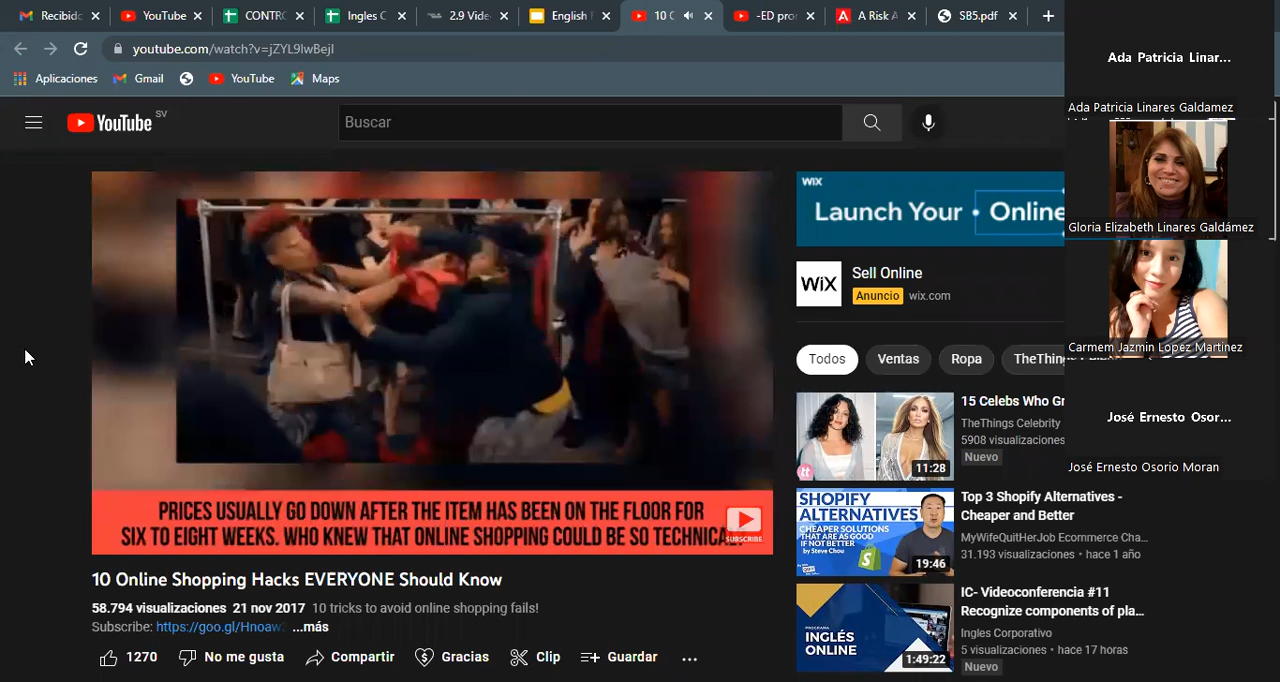 Recibido
YouTube
CONTRO
Ingles C
2.9 Vide
English
10 O
-ED pro
A Risk A
SB5.pdf
youtube.com/watch?v=jZYL9lwBejI
Aplicaciones
Gmail
YouTube
Maps
YouTube
SV
Buscar
PRICES USUALLY GO DOWN AFTER THE ITEM HAS BEEN ON THE FLOOR FOR
SIX TO EIGHT WEEKS. WHO KNEW THAT ONLINE SHOPPING COULD BE SO TECHNICAL.
SUBSCRIBE
10 Online Shopping Hacks EVERYONE Should Know
58.794 visualizaciones 21 nov 2017 10 tricks to avoid online shopping fails!
Subscribe: https://goo.gl/Hnoaw ...más
1270
No me gusta
Compartir
Gracias
Clip
Guardar
WIX
Launch Your • Online
WiX
Sell Online
Anuncio wix.com
Todos
Ventas
Ropa
TheThings
15 Celebs Who Gr
TheThings Celebrity
5908 visualizaciones
Nuevo
11:28
SHOPIFY
ALTERNATIVES
CHEAPER SOLUTIONS
THAT ARE AS GOOD
IF NOT BETTER
by Steve Chou
19:46
Top 3 Shopify Alternatives -
Cheaper and Better
MyWifeQuitHerJob Ecommerce Cha...
31.193 visualizaciones • hace 1 año
PROGRAMA
INGLÉS
ONLINE
1:49:22
IC- Videoconferencia #11
Recognize components of pla...
Ingles Corporativo
5 visualizaciones • hace 17 horas
Nuevo
Ada Patricia Linar...
Ada Patricia Linares Galdamez
Gloria Elizabeth Linares Galdámez
Carmem Jazmin Lopez Martinez
José Ernesto Osor...
José Ernesto Osorio Moran